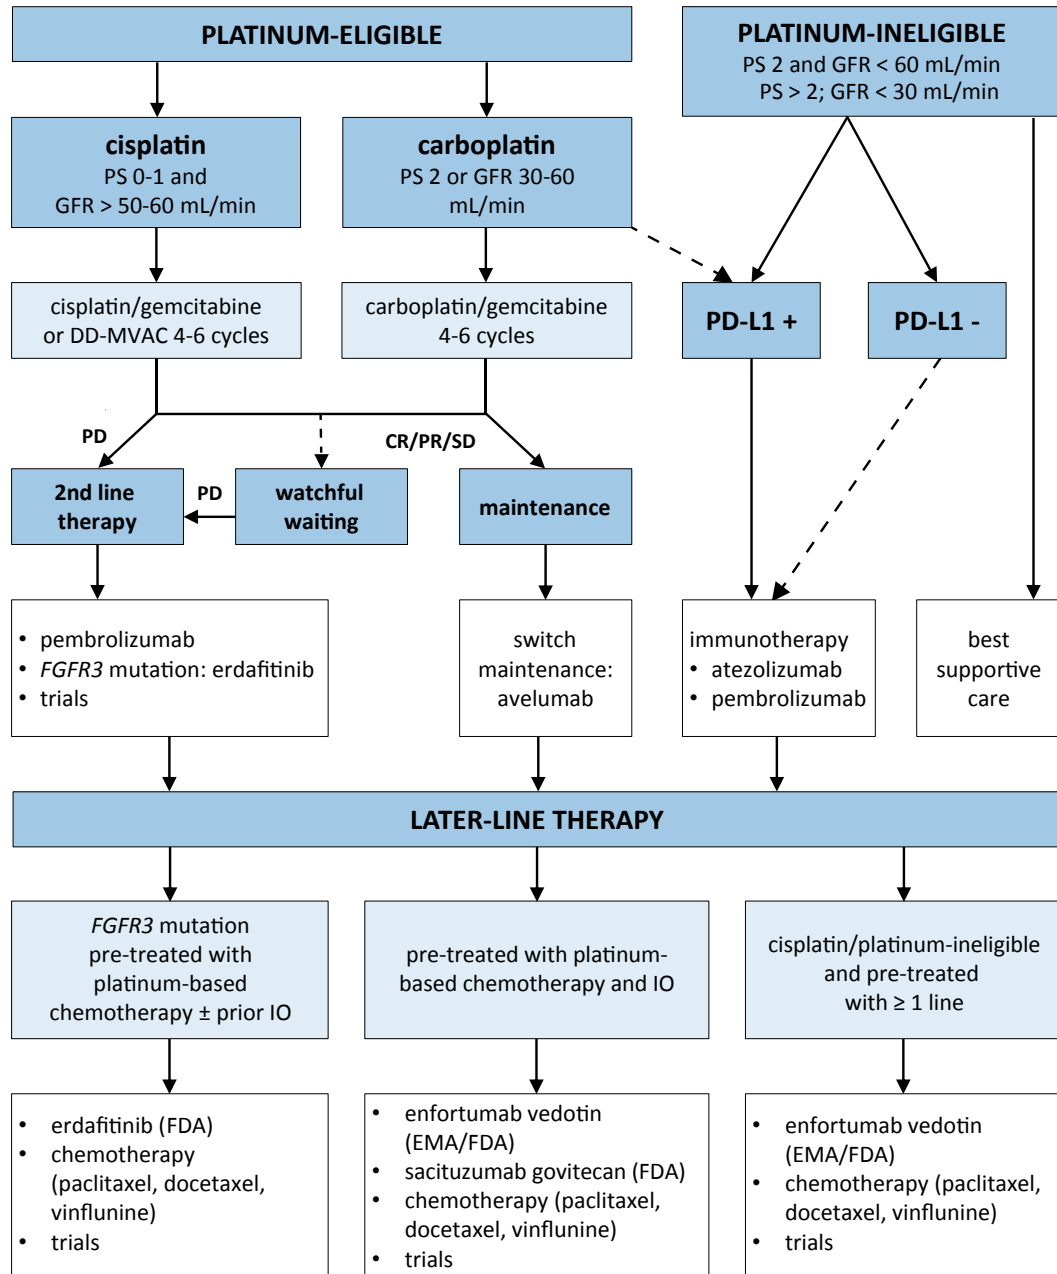 PLATINUM-ELIGIBLE
PLATINUM-INELIGIBLE
PS 2 and GFR < 60 mL/min
PS > 2; GFR < 30 mL/min
cisplatin
PS 0-1 and
GFR > 50-60 mL/min
carboplatin
PS 2 or GFR 30-60
mL/min
cisplatin/gemcitabine
or DD-MVAC 4-6 cycles
carboplatin/gemcitabine
4-6 cycles
PD-L1 +
PD-L1 -
PD
CR/PR/SD
2nd line
therapy
PD
watchful
waiting
maintenance
• pembrolizumab
• FGFR3 mutation: erdafitinib
• trials
switch
maintenance:
avelumab
immunotherapy
• atezolizumab
• pembrolizumab
best
supportive
care
LATER-LINE THERAPY
FGFR3 mutation
pre-treated with
platinum-based
chemotherapy ± prior IO
pre-treated with platinum-
based chemotherapy and IO
cisplatin/platinum-ineligible
and pre-treated
with ≥ 1 line
• erdafitinib (FDA)
• chemotherapy
(paclitaxel, docetaxel,
vinflunine)
• trials
• enfortumab vedotin
(EMA/FDA)
• sacituzumab govitecan (FDA)
• chemotherapy (paclitaxel,
docetaxel, vinflunine)
• trials
• enfortumab vedotin
(EMA/FDA)
• chemotherapy (paclitaxel,
docetaxel, vinflunine)
• trials